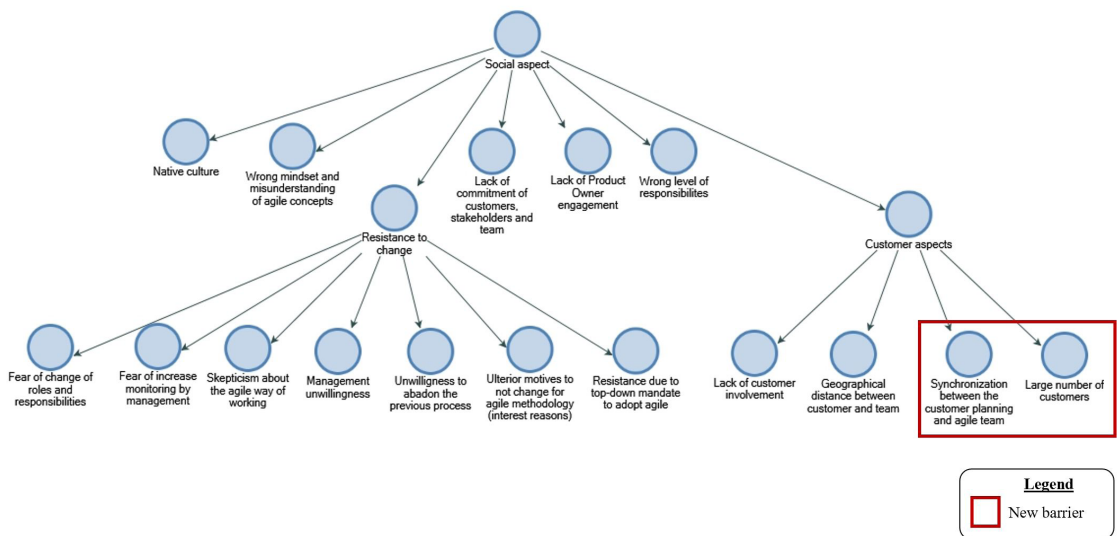 Social aspect
Native culture
Wrong mindset and
misunderstanding
of agile concepts
Lack of
commitment of
customers,
stakeholders and
team
Lack of Product
Owner
engagement
Wrong level of
responsibilites
Resistance to
change
Customer aspects
Fear of change of
roles and
responsibilities
Fear of increase
monitoring by
management
Skepticism about
the agile way of
working
Management
unwillingness
Unwilligness to
abadon the
previous process
Ulterior motives to
not change for
agile methodology
(interest reasons)
Resistance due to
top-down mandate
to adopt agile
Lack of customer
involvement
Geographical
distance between
customer and team
Synchronization
between the
customer planning
and agile team
Large number of
customers
Legend
New barrier